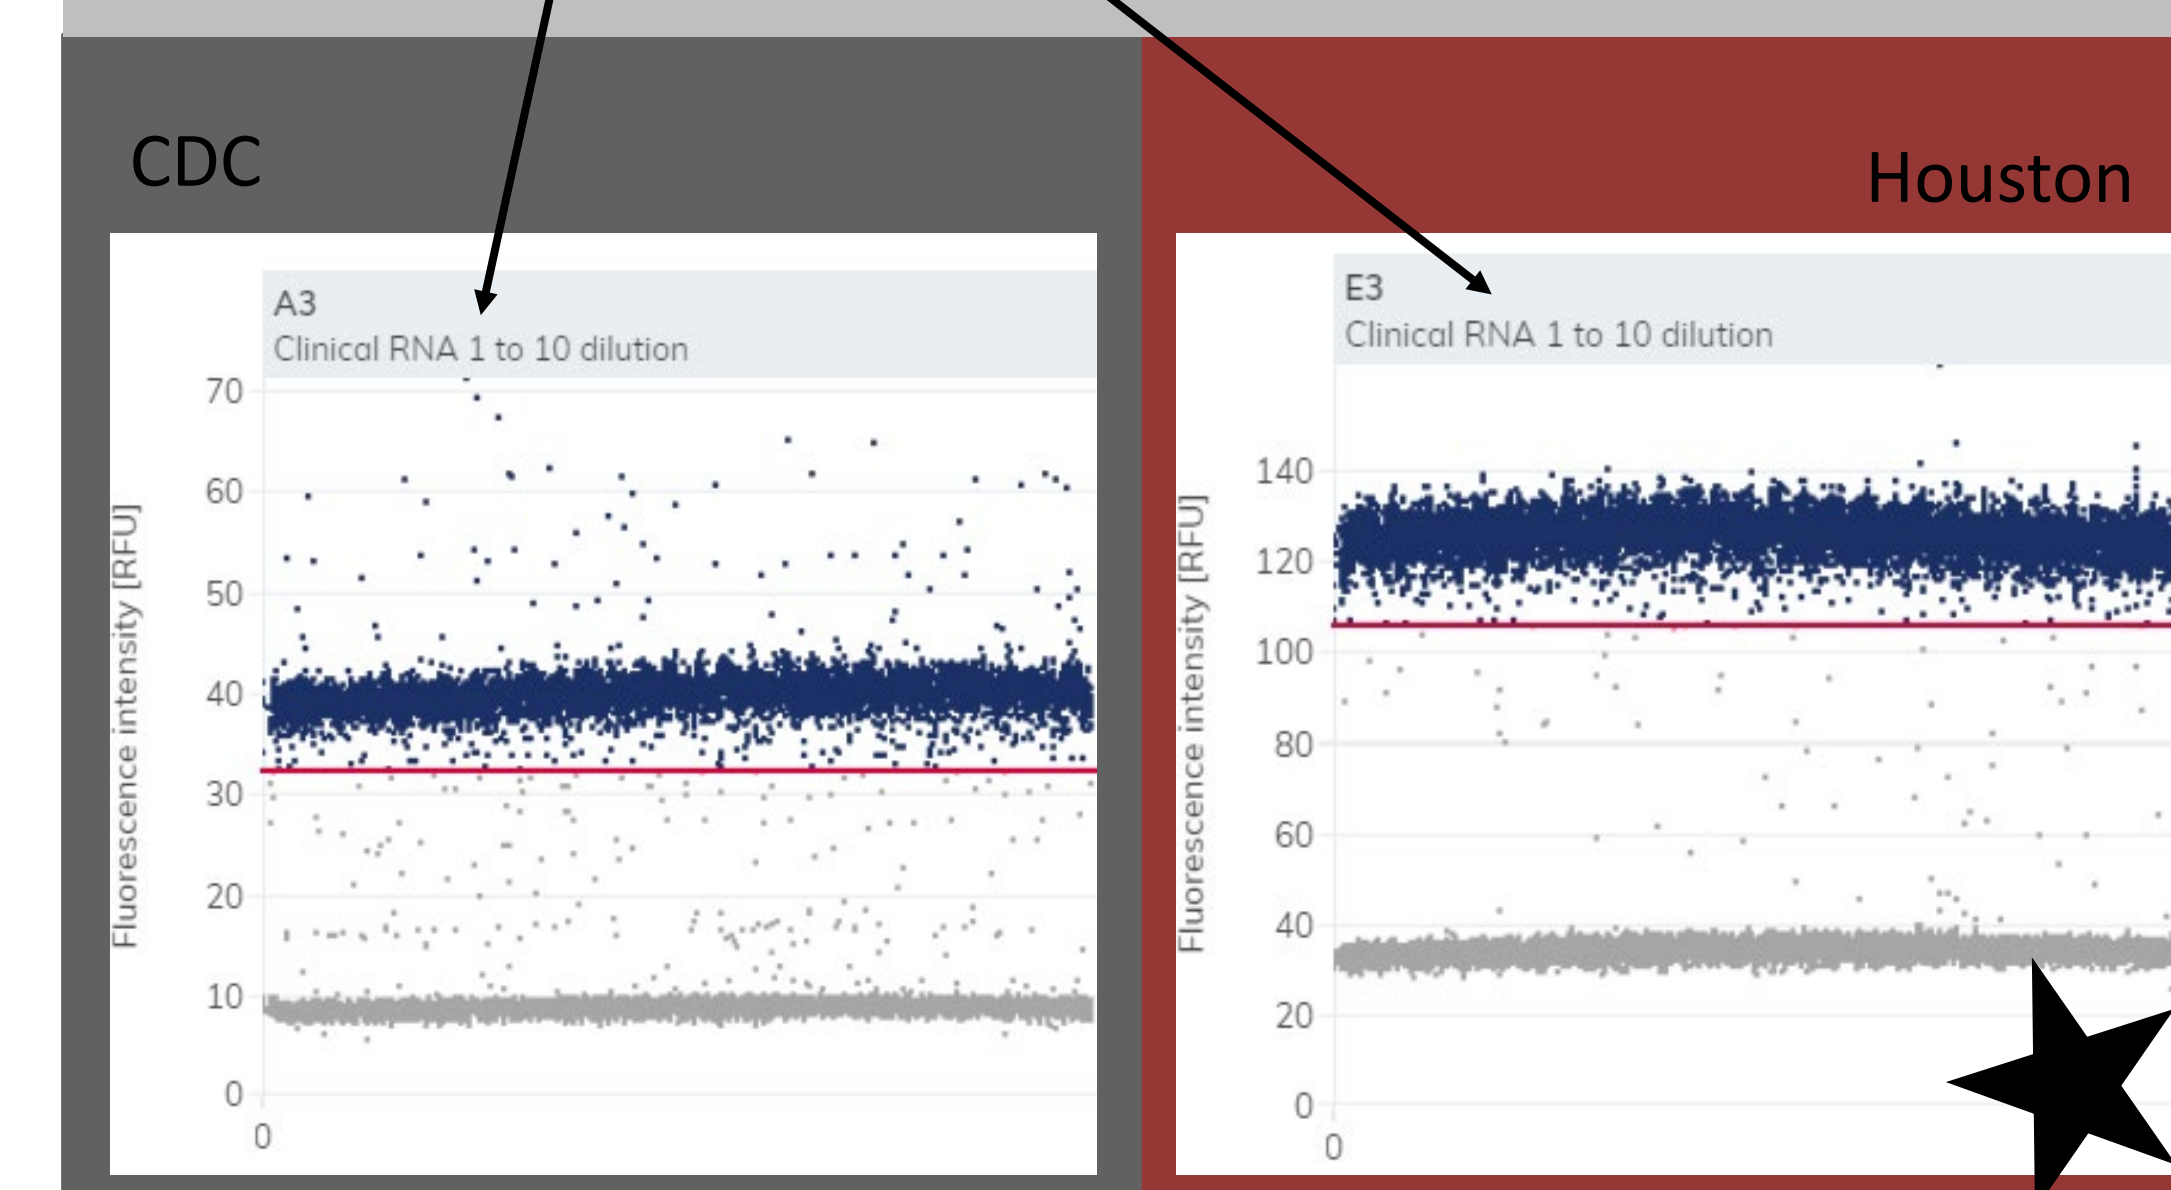 CDC
Houston
A3
Clinical RNA 1 to 10 dilution
Fluorescence intensity [RFU]
70
60
50
40
30
20
10
0
0
E3
Clinical RNA 1 to 10 dilution
Fluorescence intensity [RFU]
140
120
100
80
60
40
20
0
0